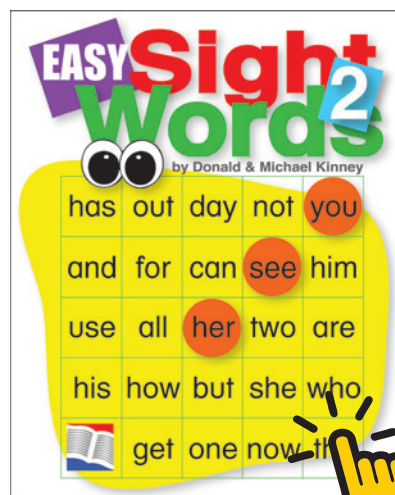 EASY Sight
Words 2
by Donald & Michael Kinney
has out day not you
and for can see him
use all her two are
his how but she who
get one now